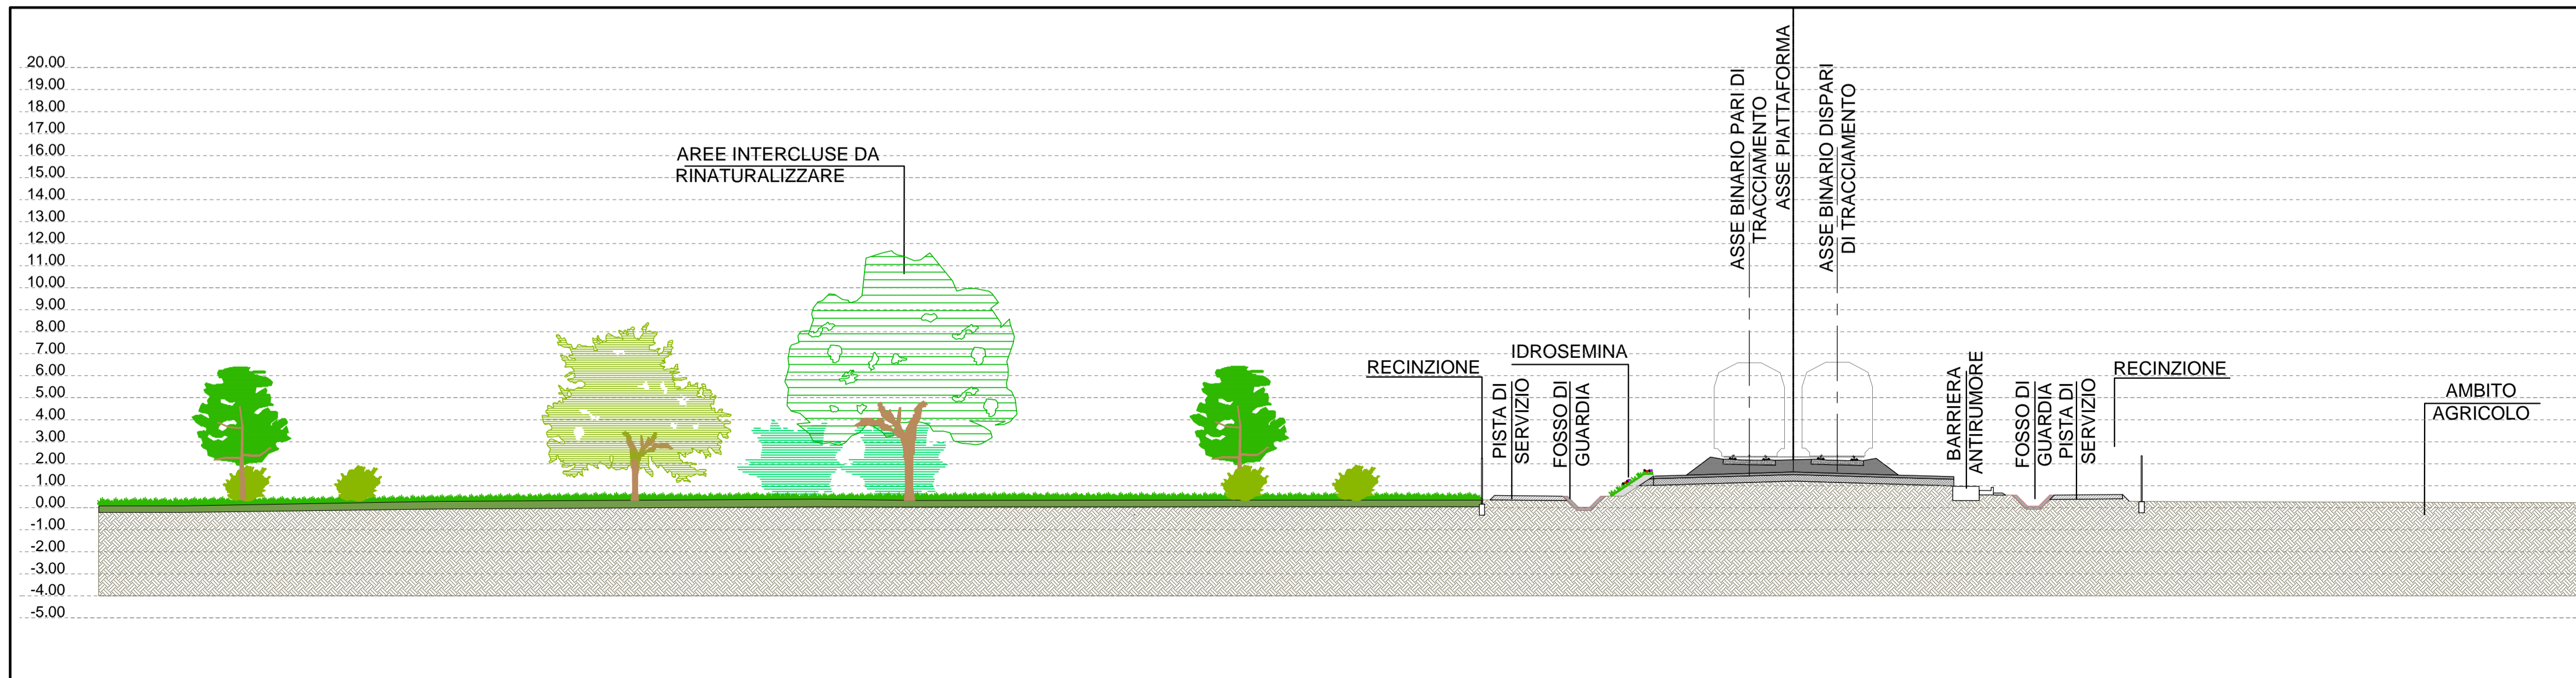 20.00
19.00
18.00
17.00
16.00
15.00
14.00
13.00
12.00
11.00
10.00
9.00
8.00
7.00
6.00
5.00
4.00
3.00
2.00
1.00
0.00
-1.00
-2.00
-3.00
-4.00
-5.00
AREE INTERCLUSE DA
RINATURALIZZARE
RECINZIONE
PISTA DI
SERVIZIO
FOSSO DI
GUARDIA
IDROSEMINA
ASSE BINARIO PARI DI
TRACCIAMENTO
ASSE PIATTAFORMA
ASSE BINARIO DISPARI
DI TRACCIAMENTO
BARRIERA
ANTIRUMORE
FOSSO DI
GUARDIA
PISTA DI
SERVIZIO
RECINZIONE
AMBITO
AGRICOLO